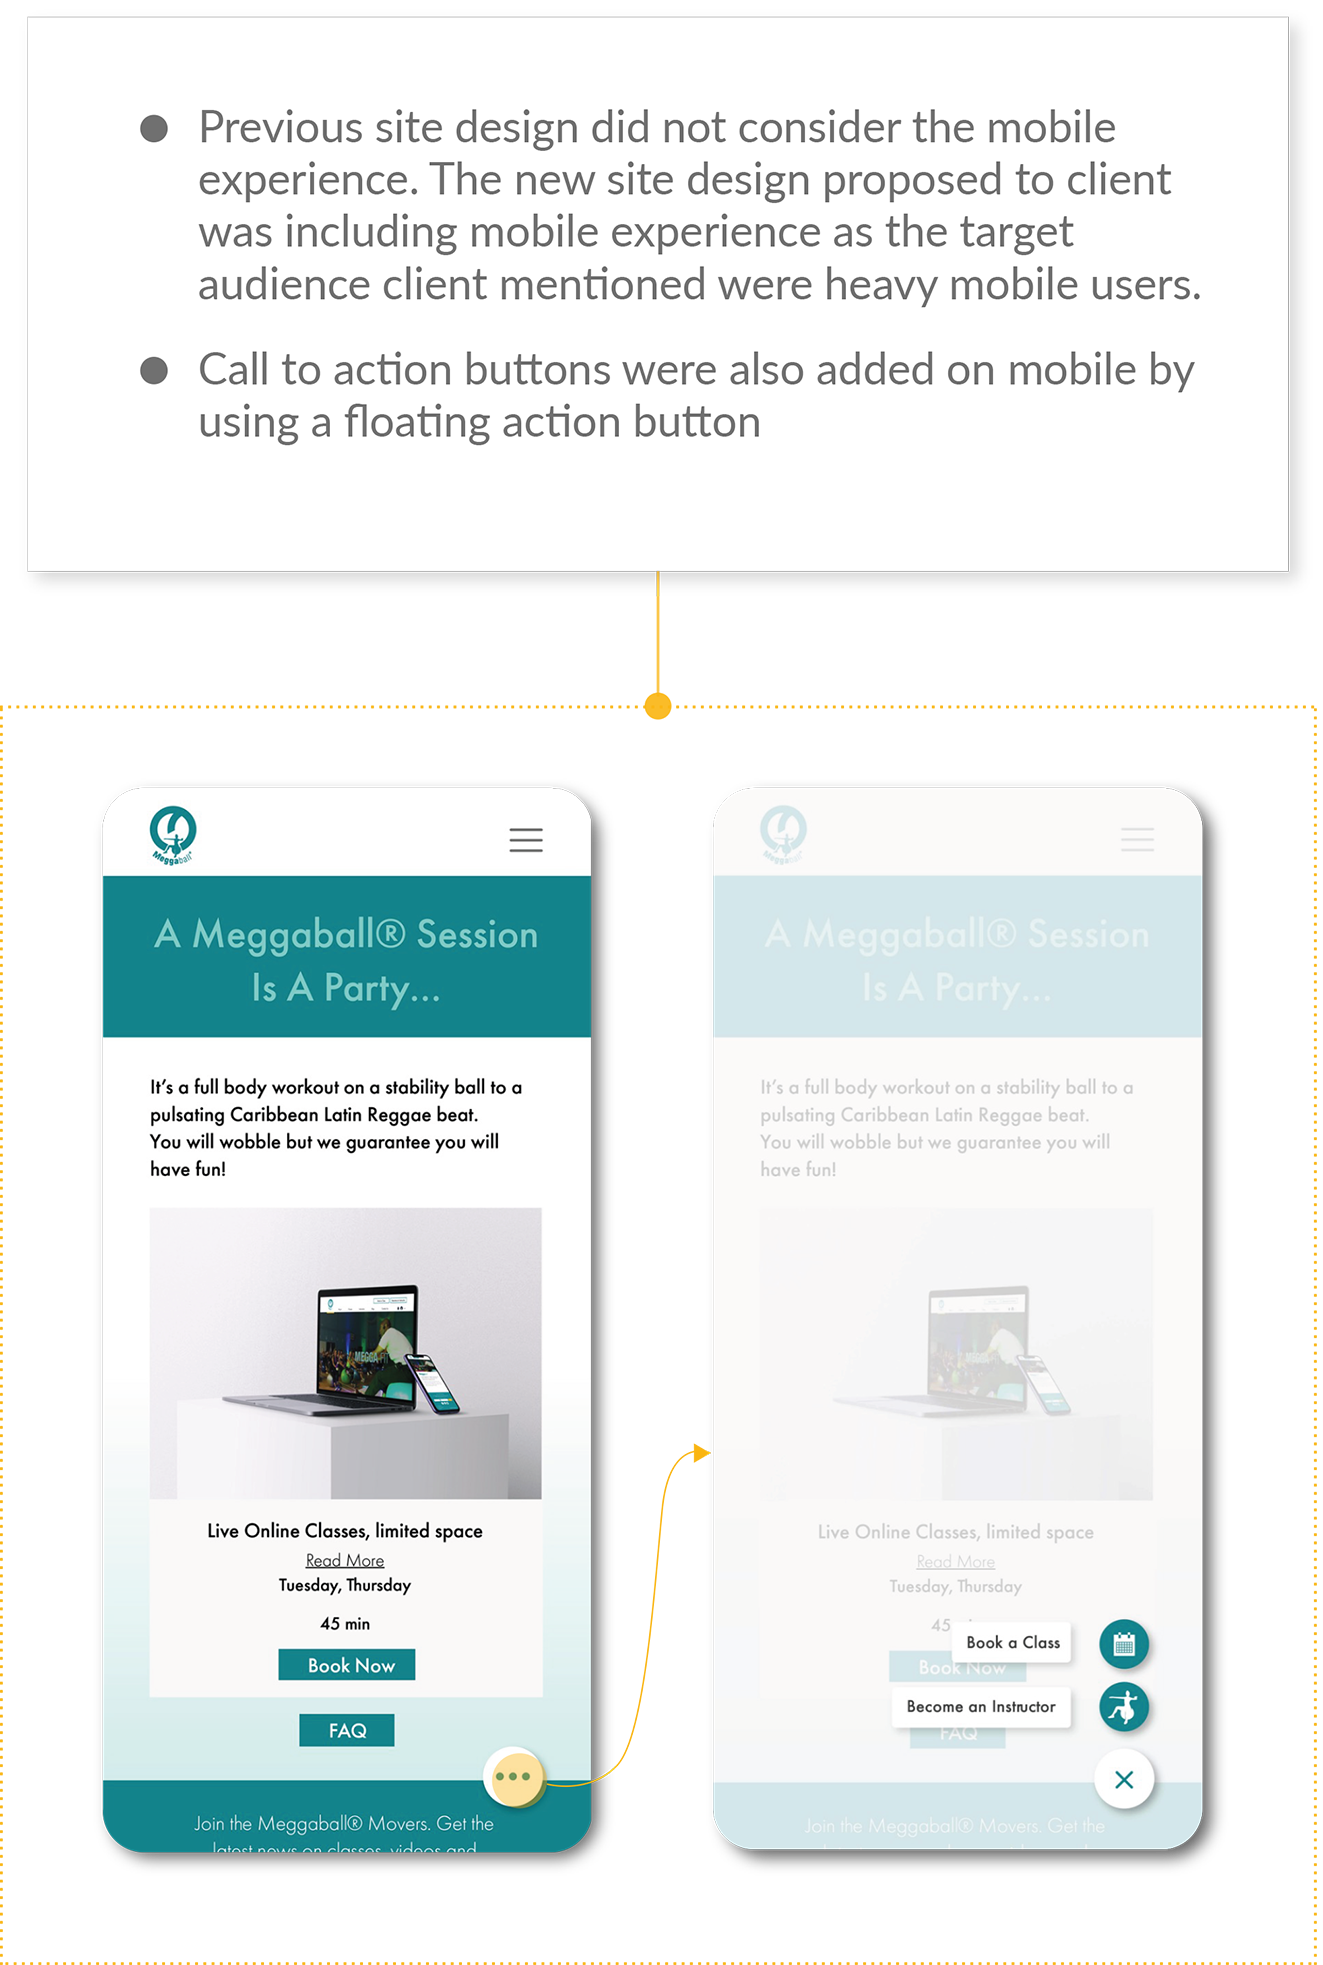 Previous site design did not consider the mobile
experience. The new site design proposed to client
was including mobile experience as the target
audience client mentioned were heavy mobile users.
Call to action buttons were also added on mobile by
using a floating action button
Meggaball®
A Meggaball® Session
Is A Party...
It's a full body workout on a stability ball to a
pulsating Caribbean Latin Reggae beat.
You will wobble but we guarantee you will
have fun!
MEGGA FIT
Live Online Classes, limited space
Read More
Tuesday, Thursday
45 min
Book Now
FAQ
Join the Meggaball® Movers. Get the
latest news on classes, videos and
Meggaball®
A Meggaball® Session
Is A Party...
It's a full body workout on a stability ball to a
pulsating Caribbean Latin Reggae beat.
You will wobble but we guarantee you will
have fun!
Live Online Classes, limited space
Read More
Tuesday, Thursday
45
Book a Class
Book Now
Become an Instructor
FAQ
Join the Meggaball® Movers. Get the